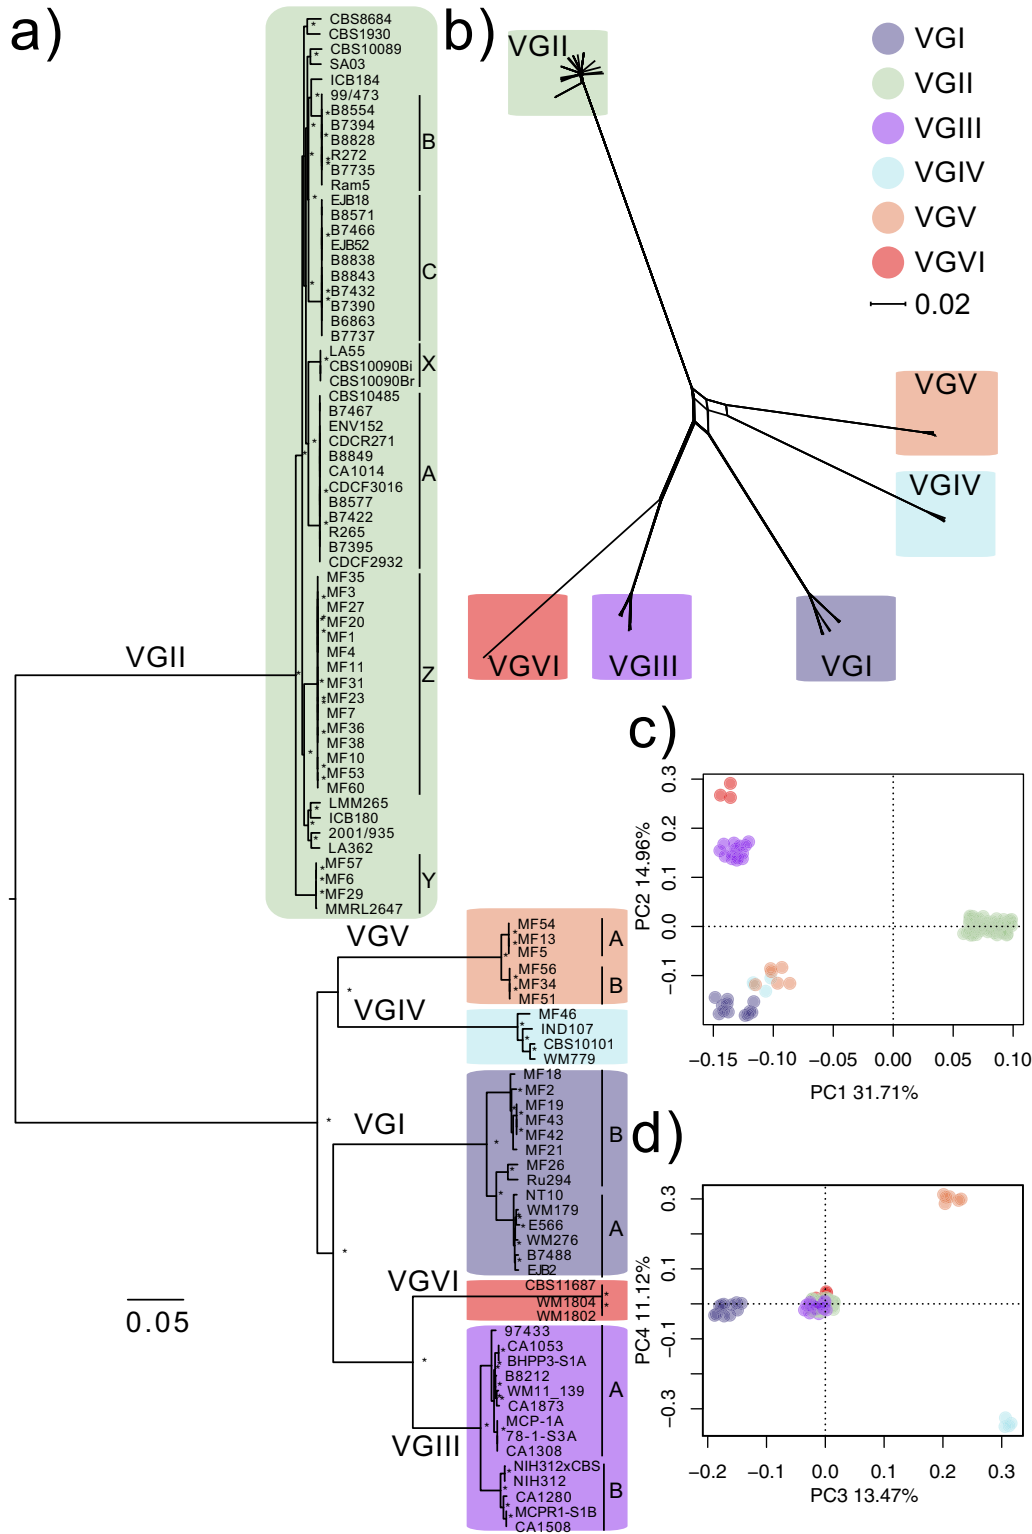 a)
CBS8684
CBS1930
CBS10089
SA03
ICB184
99/473
B8554
B7394
B8828
R272
B7735
Ram5
B
EJB18
B8571
B7466
EJB52
B8838
B8843
B7432
B7390
B6863
B7737
C
LA55
CBS10090Bi
CBS10090Br
X
CBS10485
B7467
ENV152
CDCR271
B8849
CA1014
CDCF3016
B8577
B7422
R265
B7395
CDCF2932
A
MF35
MF3
MF27
MF20
MF1
MF4
MF11
MF31
MF23
MF7
MF36
MF38
MF10
MF53
MF60
Z
LMM265
ICB180
2001/935
LA362
MF57
MF6
MF29
MMRL2647
Y
VGII
VGV
MF54
MF13
MF5
A
MF56
MF34
MF51
B
VGIV
MF46
IND107
CBS10101
WM779
VGI
MF18
MF2
MF19
MF43
MF42
MF21
MF26
Ru294
B
NT10
WM179
E566
WM276
B7488
EJB2
A
VGVI
CBS11687
WM1804
WM1802
VGIII
97433
CA1053
BHPP3-S1A
B8212
WM11_139
CA1873
MCP-1A
78-1-S3A
CA1308
A
NIH312xCBS
NIH312
CA1280
MCPR1-S1B
CA1508
B
0.05
b)
VGII
VGV
VGIV
VGVI
VGIII
VGI
VGI
VGII
VGIII
VGIV
VGV
VGVI
0.02
c)
PC2 14.96%
0.3
0.2
0.1
0.0
−0.1
−0.15
−0.10
−0.05
0.00
0.05
0.10
PC1 31.71%
d)
PC4 11.12%
0.3
0.1
−0.1
−0.3
−0.2
−0.1
0.0
0.1
0.2
0.3
PC3 13.47%